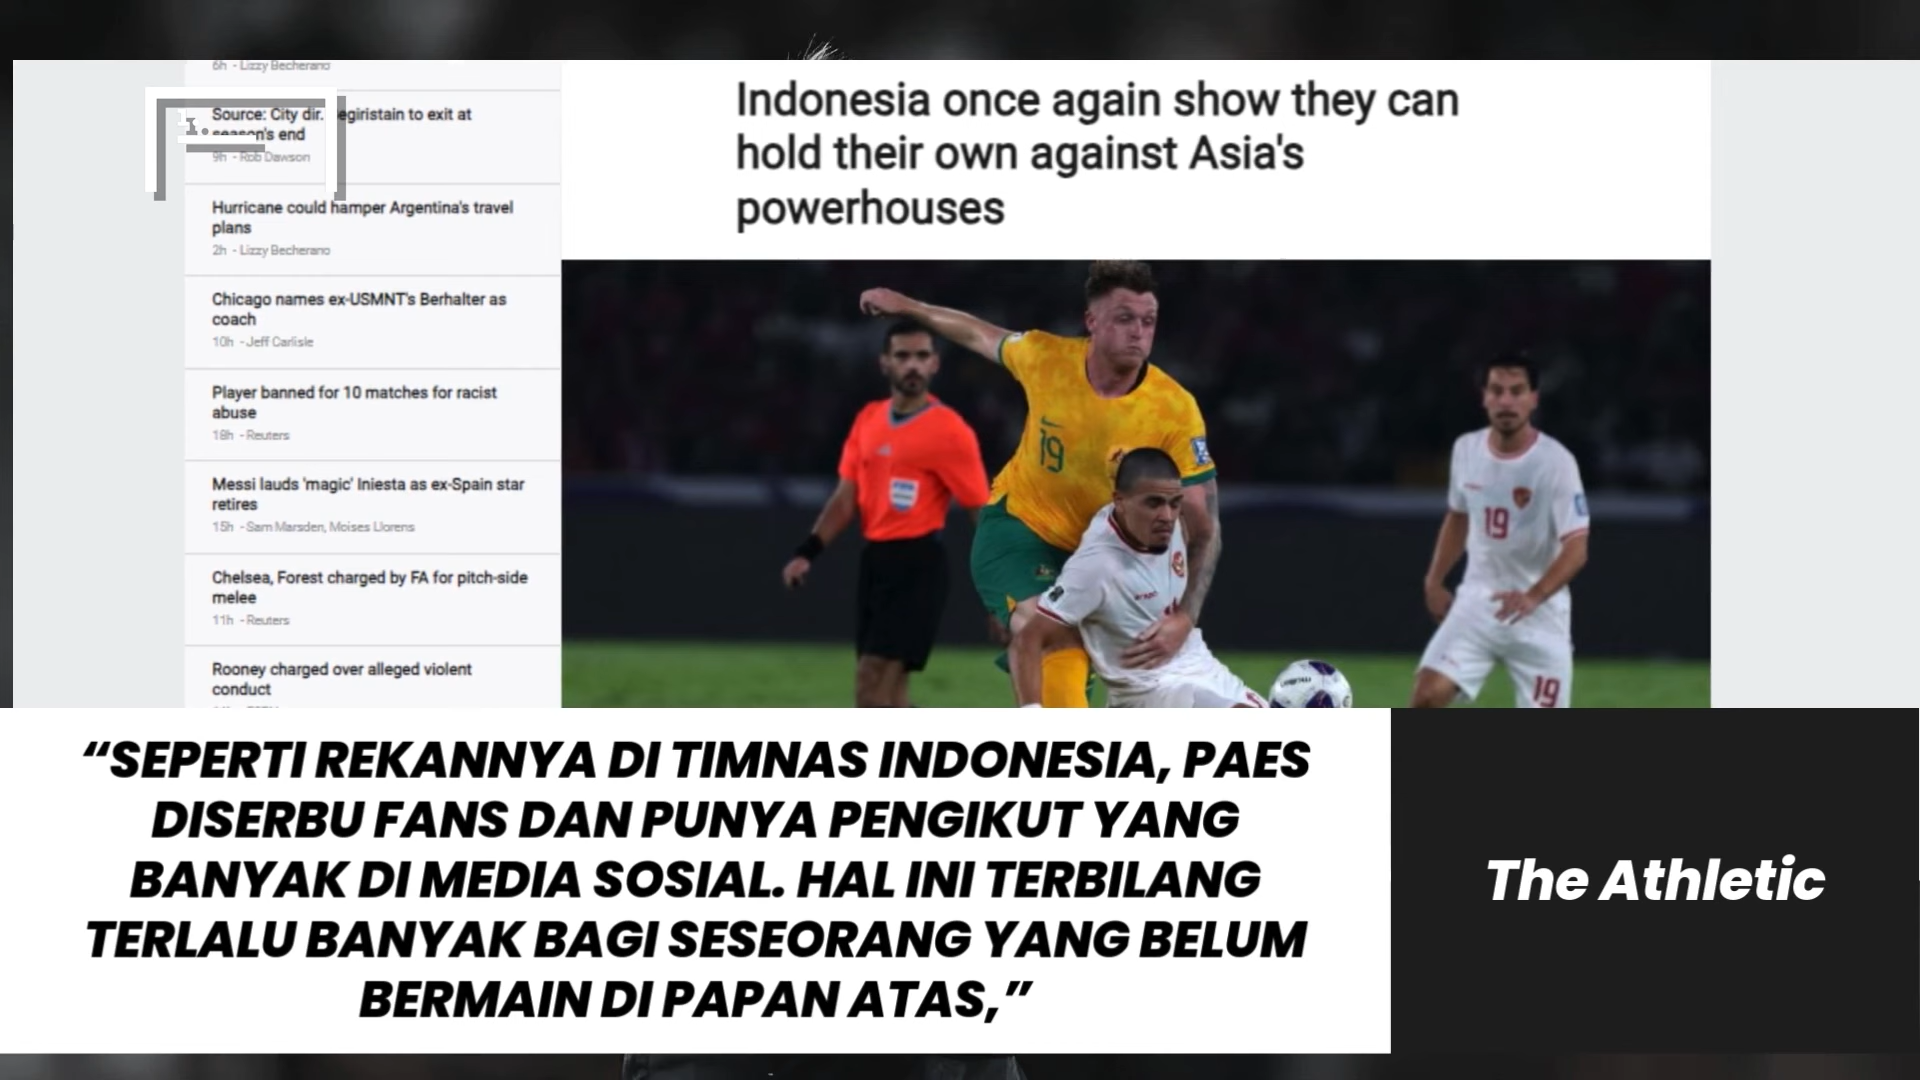 6h - Lizzy Becherano
Source: City dir. egiristain to exit at
season's end
9h - Rob Dawson
Hurricane could hamper Argentina's travel
plans
2h - Lizzy Becherano
Chicago names ex-USMNT's Berhalter as
coach
10h - Jeff Carlisle
Player banned for 10 matches for racist
abuse
18h - Reuters
Messi lauds 'magic' Iniesta as ex-Spain star
retires
15h - Sam Marsden, Moises Llorens
Chelsea, Forest charged by FA for pitch-side
melee
11h - Reuters
Rooney charged over alleged violent
conduct
Indonesia once again show they can
hold their own against Asia's
powerhouses
19
19
19
“SEPERTI REKANNYA DI TIMNAS INDONESIA, PAES
DISERBU FANS DAN PUNYA PENGIKUT YANG
BANYAK DI MEDIA SOSIAL. HAL INI TERBILANG
TERLALU BANYAK BAGI SESEORANG YANG BELUM
BERMAIN DI PAPAN ATAS,”
The Athletic